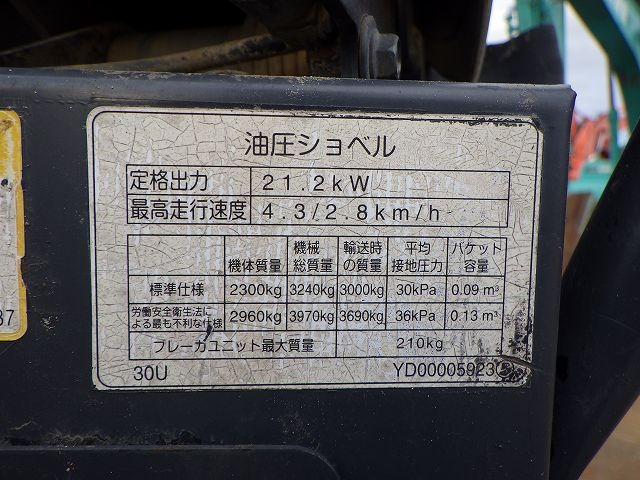 油圧ショベル
定格出力 21.2kW
最高走行速度 4.3/2.8km/h
機体質量 機械総質量 輸送時の質量 平均接地圧力 バケット容量
標準仕様 2300kg 3240kg 3000kg 30kPa 0.09m³
労働安全衛生法による最も不利な仕様 2960kg 3970kg 3690kg 36kPa 0.13m³
ブレーカユニット最大質量 210kg
30U YD00005923
37